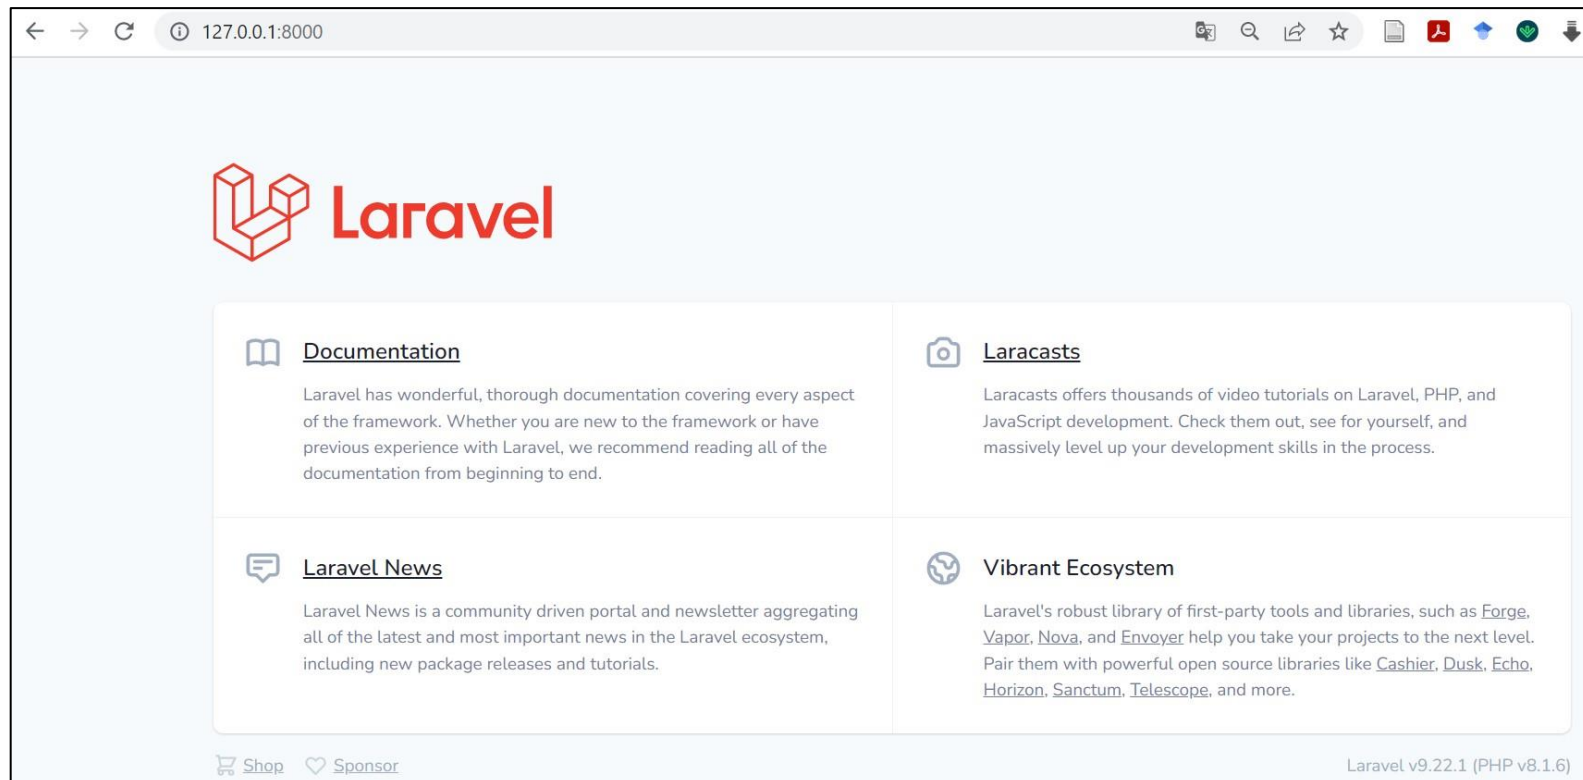 127.0.0.1:8000
Laravel
Documentation
Laravel has wonderful, thorough documentation covering every aspect
of the framework. Whether you are new to the framework or have
previous experience with Laravel, we recommend reading all of the
documentation from beginning to end.
Laracasts
Laracasts offers thousands of video tutorials on Laravel, PHP, and
JavaScript development. Check them out, see for yourself, and
massively level up your development skills in the process.
Laravel News
Laravel News is a community driven portal and newsletter aggregating
all of the latest and most important news in the Laravel ecosystem,
including new package releases and tutorials.
Vibrant Ecosystem
Laravel's robust library of first-party tools and libraries, such as Forge,
Vapor, Nova, and Envoyer help you take your projects to the next level.
Pair them with powerful open source libraries like Cashier, Dusk, Echo,
Horizon, Sanctum, Telescope, and more.
Shop Sponsor
Laravel v9.22.1 (PHP v8.1.6)